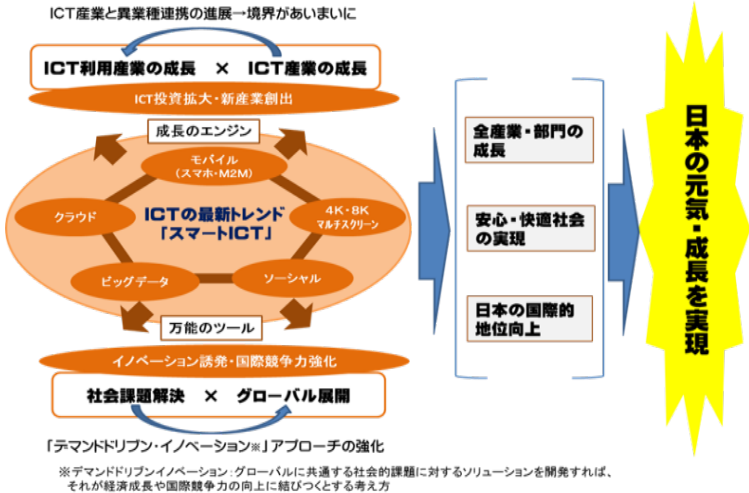 ICT産業と異業種連携の進展→境界があいまいに
ICT利用産業の成長 × ICT産業の成長
ICT投資拡大・新産業創出
成長のエンジン
モバイル
(スマホ・M2M)
クラウド
ICTの最新トレンド
「スマートICT」
4K・8K
マルチスクリーン
ビッグデータ
ソーシャル
万能のツール
イノベーション誘発・国際競争力強化
社会課題解決 × グローバル展開
「デマンドドリブン・イノベーション※」アプローチの強化
※デマンドドリブンイノベーション：グローバルに共通する社会的課題に対するソリューションを開発すれば、
それが経済成長や国際競争力の向上に結びつくとする考え方
全産業・部門の
成長
安心・快適社会
の実現
日本の国際的
地位向上
日本の元気・成長を実現